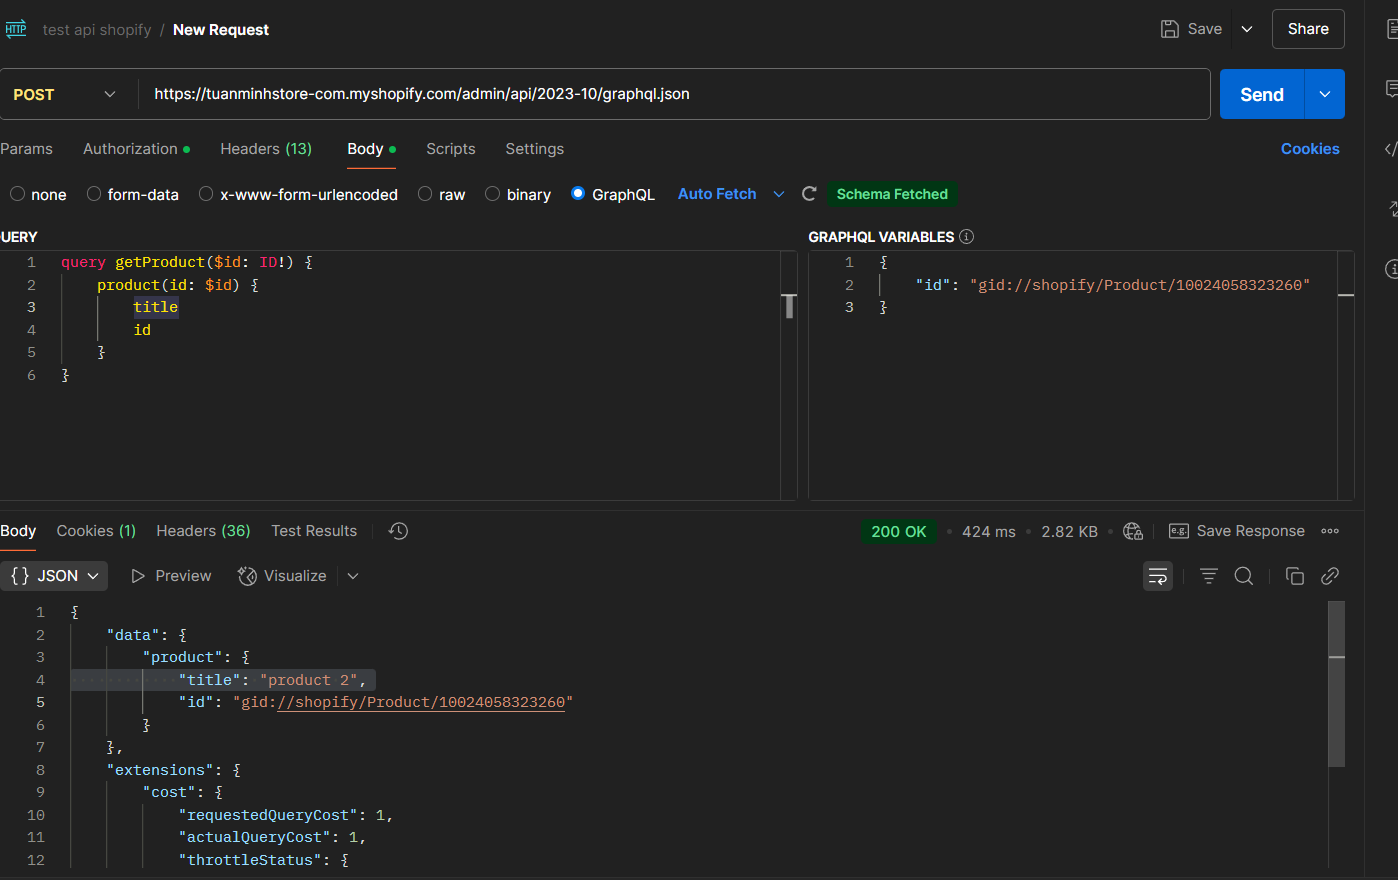 HTTP test api shopify / New Request Save Share
POST https://tuanminhstore-com.myshopify.com/admin/api/2023-10/graphql.json Send
Params Authorization Headers (13) Body Scripts Settings Cookies
none form-data x-www-form-urlencoded raw binary GraphQL Auto Fetch Schema Fetched
UERY
1 query getProduct($id: ID!) {
2 product(id: $id) {
3 title
4 id
5 }
6 }
GRAPHQL VARIABLES
1 {
2 "id": "gid://shopify/Product/10024058323260"
3 }
Body Cookies (1) Headers (36) Test Results 200 OK • 424 ms • 2.82 KB • e.g. Save Response
{} JSON Preview Visualize
1 {
2 "data": {
3 "product": {
4 "title": "product 2",
5 "id": "gid://shopify/Product/10024058323260"
6 }
7 },
8 "extensions": {
9 "cost": {
10 "requestedQueryCost": 1,
11 "actualQueryCost": 1,
12 "throttleStatus": {